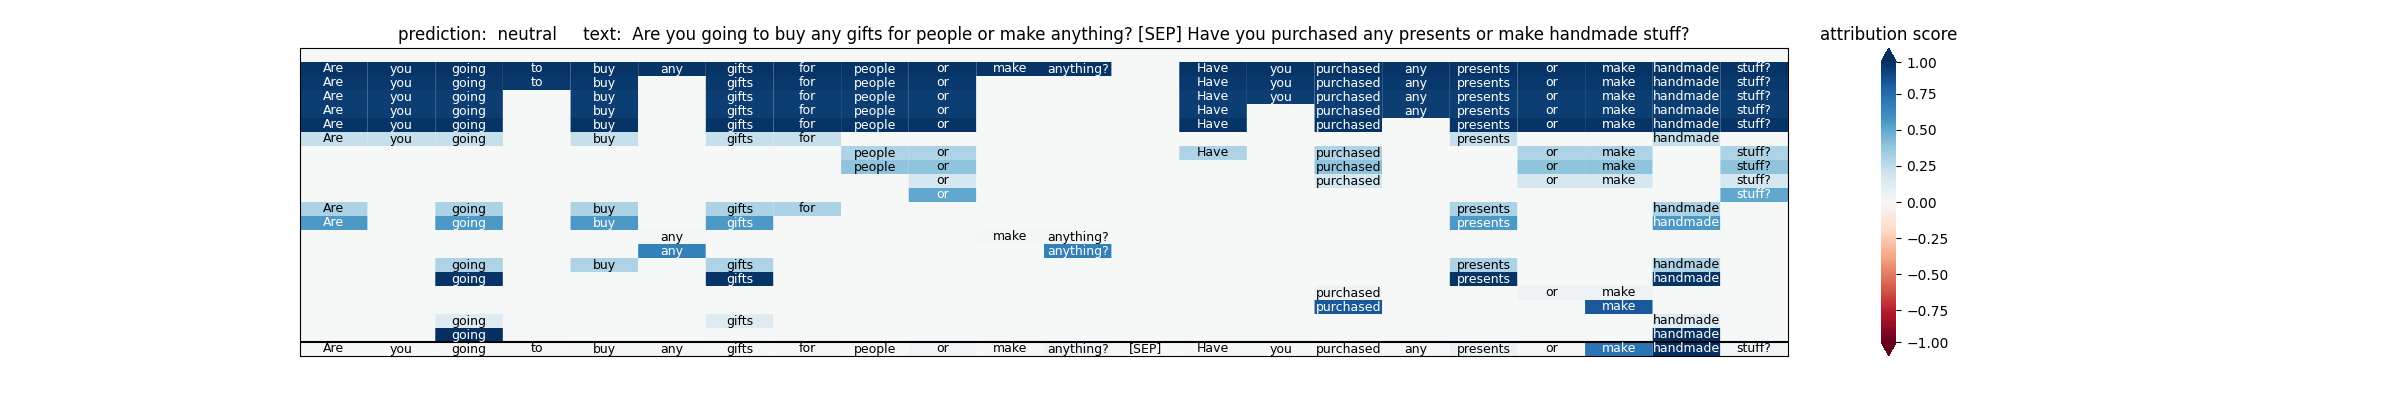 prediction:  neutral     text:  Are you going to buy any gifts for people or make anything? [SEP] Have you purchased any presents or make handmade stuff?
attribution score
Are you going to buy any gifts for people or make anything? Have you purchased any presents or make handmade stuff?
Are you going to buy gifts for people or Have you purchased any presents or make handmade stuff?
Are you going buy gifts for people or Have you purchased any presents or make handmade stuff?
Are you going buy gifts for people or Have purchased any presents or make handmade stuff?
Are you going buy gifts for people or Have purchased presents or make handmade stuff?
Are you going buy gifts for presents handmade
people or Have purchased or make stuff?
people or purchased or make stuff?
or purchased or make stuff?
or stuff?
Are going buy gifts for presents handmade
Are going buy gifts presents handmade
any make anything?
any anything?
going buy gifts presents handmade
going gifts presents handmade
purchased or make
purchased make
going gifts handmade
going handmade
Are you going to buy any gifts for people or make anything? [SEP] Have you purchased any presents or make handmade stuff?
1.00
0.75
0.50
0.25
0.00
−0.25
−0.50
−0.75
−1.00